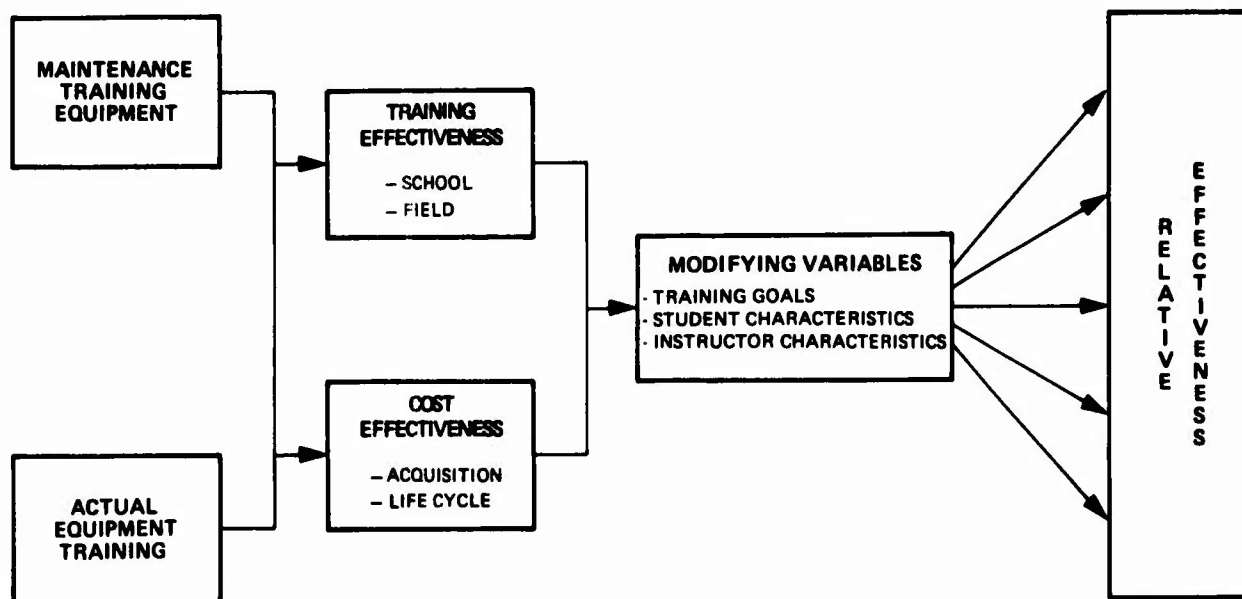 MAINTENANCE
TRAINING
EQUIPMENT
TRAINING
EFFECTIVENESS
– SCHOOL
– FIELD
MODIFYING VARIABLES
- TRAINING GOALS
- STUDENT CHARACTERISTICS
- INSTRUCTOR CHARACTERISTICS
COST
EFFECTIVENESS
– ACQUISITION
– LIFE CYCLE
ACTUAL
EQUIPMENT
TRAINING
RELATIVE
EFFECTIVENESS